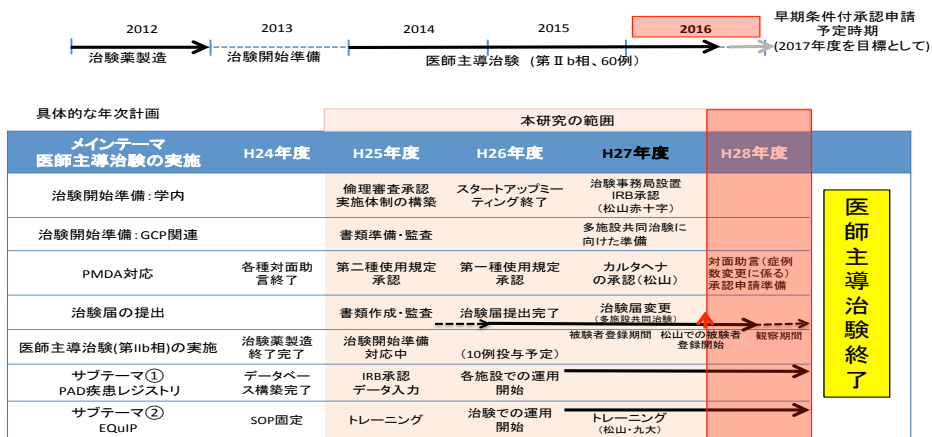 2012 2013 2014 2015 2016
早期条件付承認申請
予定時期
(2017年度を目標として)
治験薬製造 治験開始準備 医師主導治験 (第Ⅱb相、60例)
具体的な年次計画
本研究の範囲
メインテーマ
医師主導治験の実施
H24年度 H25年度 H26年度 H27年度 H28年度
治験開始準備:学内
倫理審査承認
実施体制の構築
スタートアップミー
ティング終了
治験事務局設置
IRB承認
(松山赤十字)
治験開始準備:GCP関連
書類準備・監査
多施設共同治験に
向けた準備
PMDA対応
各種対面助
言終了
第二種使用規定
承認
第一種使用規定
承認
カルタヘナ
の承認(松山)
対面助言(症例
数変更に係る)
承認申請準備
治験届の提出
書類作成・監査
治験届提出完了
治験届変更
(多施設共同治験)
被験者登録期間
松山での被験者
登録開始
観察期間
医師主導治験(第IIb相)の実施
治験薬製造
終了完了
治験開始準備
対応中
(10例投与予定)
サブテーマ①
PAD疾患レジストリ
データベー
ス構築完了
IRB承認
データ入力
各施設での運用
開始
サブテーマ②
EQuIP
SOP固定
トレーニング
治験での運用
開始
トレーニング
(松山・九大)
医師主導治験終了